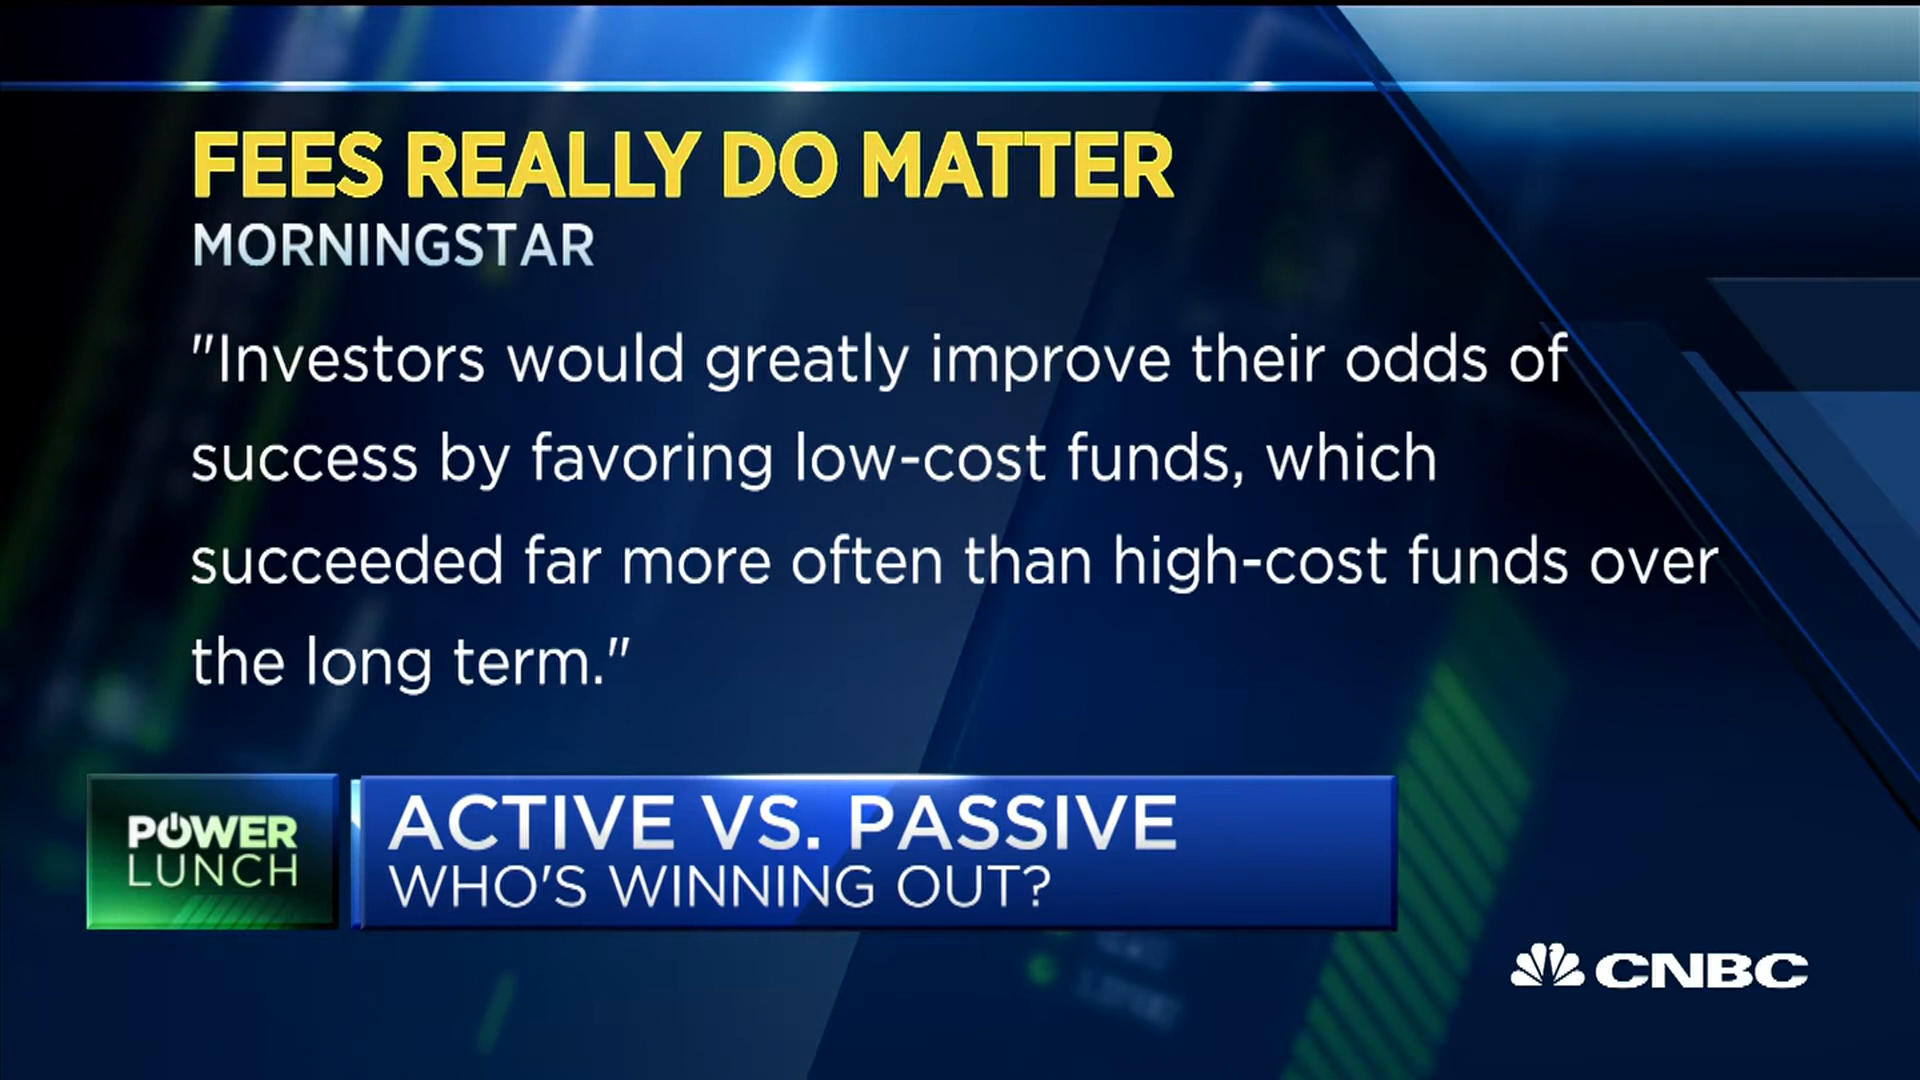 FEES REALLY DO MATTER
MORNINGSTAR
"Investors would greatly improve their odds of
success by favoring low-cost funds, which
succeeded far more often than high-cost funds over
the long term."
POWER
LUNCH
ACTIVE VS. PASSIVE
WHO'S WINNING OUT?
CNBC